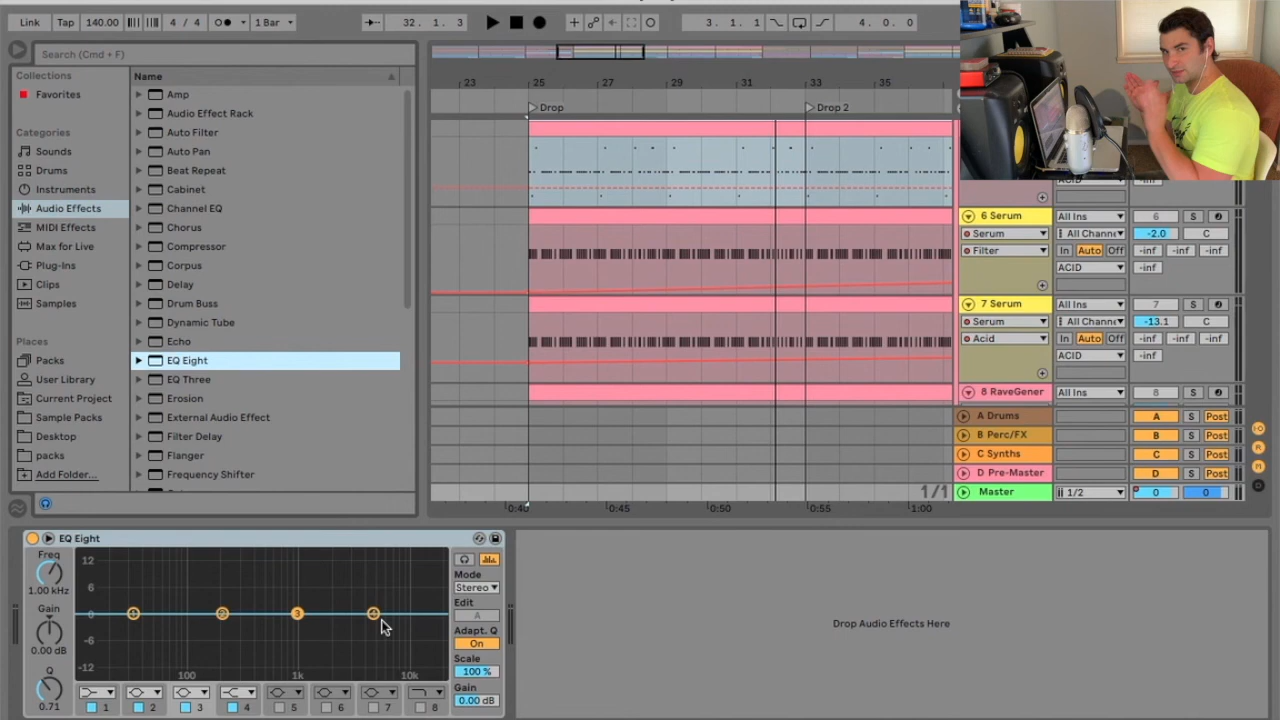 Link Tap 140.00 4 / 4 1 Bar 32. 1. 3 3. 1. 1 4. 0. 0
Search (Cmd + F)
Collections
Favorites
Categories
Sounds
Drums
Instruments
Audio Effects
MIDI Effects
Max for Live
Plug-Ins
Clips
Samples
Places
Packs
User Library
Current Project
Sample Packs
Desktop
packs
Add Folder...
Name
Amp
Audio Effect Rack
Auto Filter
Auto Pan
Beat Repeat
Cabinet
Channel EQ
Chorus
Compressor
Corpus
Delay
Drum Buss
Dynamic Tube
Echo
EQ Eight
EQ Three
Erosion
External Audio Effect
Filter Delay
Flanger
Frequency Shifter
23 25 27 29 31 33 35
Drop Drop 2
ACID -inf
6 Serum All Ins 6 S
Serum All Channe -2.0 C
Filter In Auto Off -inf -inf -inf
ACID -inf
7 Serum All Ins 7 S
Serum All Channe -13.1 C
Acid In Auto Off -inf -inf -inf
ACID -inf
8 RaveGener All Ins 8 S
A Drums A S Post
B Perc/FX B S Post
C Synths C S Post
D Pre-Master D S Post
1/1 Master 1/2 0 0
0:40 0:45 0:50 0:55 1:00
EQ Eight
Freq
1.00 kHz
Gain
0.00 dB
Q
0.71
12
6
0
-6
-12
1 2 3 4
100 1k 10k
1 2 3 4 5 6 7 8
Mode
Stereo
Edit
A
Adapt. Q
On
Scale
100 %
Gain
0.00 dB
Drop Audio Effects Here